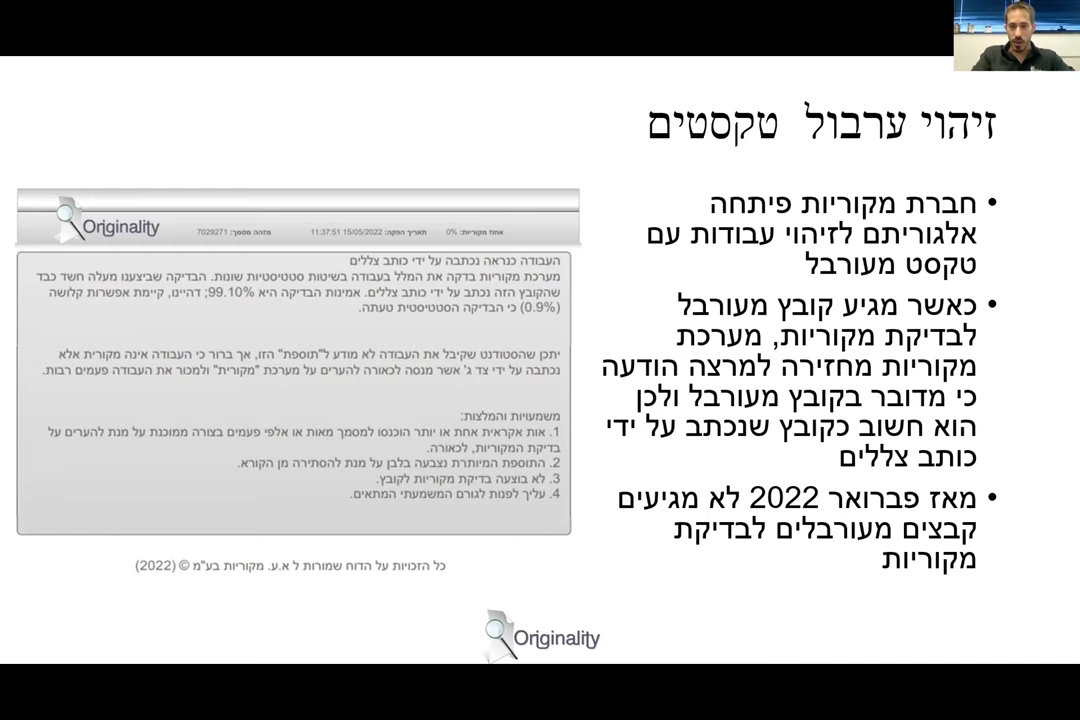 זיהוי ערבול טקסטים
• חברת מקוריות פיתחה
אלגוריתם לזיהוי עבודות עם
טקסט מעורבל
• כאשר מגיע קובץ מעורבל
לבדיקת מקוריות, מערכת
מקוריות מחזירה למרצה הודעה
כי מדובר בקובץ מעורבל ולכן
הוא חשוב כקובץ שנכתב על ידי
כותב צללים
• מאז פברואר 2022 לא מגיעים
קבצים מעורבלים לבדיקת
מקוריות
Originality
אחוז מקוריות: 0% תאריך הפקה: 15/05/2022 11:37:51 מזהה מסמך: 7029271
העבודה כנראה נכתבה על ידי כותב צללים
מערכת מקוריות בדקה את המלל בעבודה בשיטות סטטיסטיות שונות. הבדיקה שביצענו מעלה חשד כבד
שהקובץ הזה נכתב על ידי כותב צללים. אמינות הבדיקה היא 99.10%; דהיינו, קיימת אפשרות קלושה
(0.9%) כי הבדיקה הסטטיסטית טעתה.
יתכן שהסטודנט שקיבל את העבודה לא מודע ל"תוספת" הזו, אך ברור כי העבודה אינה מקורית אלא
נכתבה על ידי צד ג' אשר מנסה לכאורה להערים על מערכת "מקורית" ולמכור את העבודה פעמים רבות.
משמעויות והמלצות:
1. אות אקראית אחת או יותר הוכנסו למסמך מאות או אלפי פעמים בצורה ממוכנת על מנת להערים על
בדיקת המקוריות, לכאורה.
2. התוספת המיותרת נצבעה בלבן על מנת להסתירה מן הקורא.
3. לא בוצעה בדיקת מקוריות לקובץ.
4. עליך לפנות לגורם המשמעתי המתאים.
כל הזכויות על הדוח שמורות ל א.ע. מקוריות בע"מ © (2022)
Originality